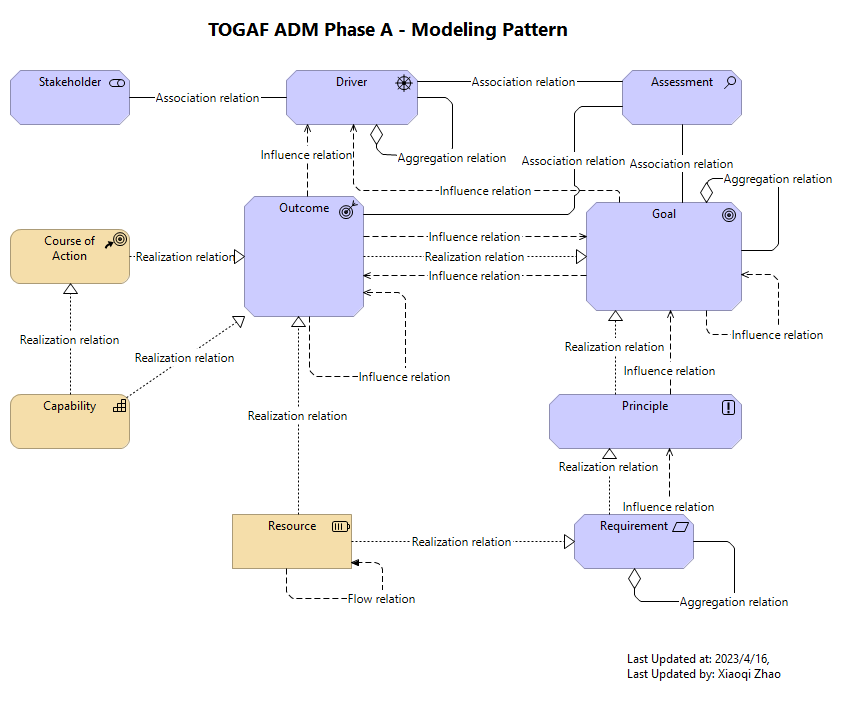 TOGAF ADM Phase A - Modeling Pattern
Stakeholder
Driver
Assessment
Association relation
Association relation
Influence relation
Aggregation relation
Association relation
Association relation
Aggregation relation
Influence relation
Outcome
Goal
Course of
Action
Realization relation
Influence relation
Realization relation
Influence relation
Realization relation
Realization relation
Influence relation
Influence relation
Realization relation
Influence relation
Capability
Realization relation
Principle
Realization relation
Influence relation
Resource
Requirement
Realization relation
Flow relation
Aggregation relation
Last Updated at: 2023/4/16,
Last Updated by: Xiaoqi Zhao